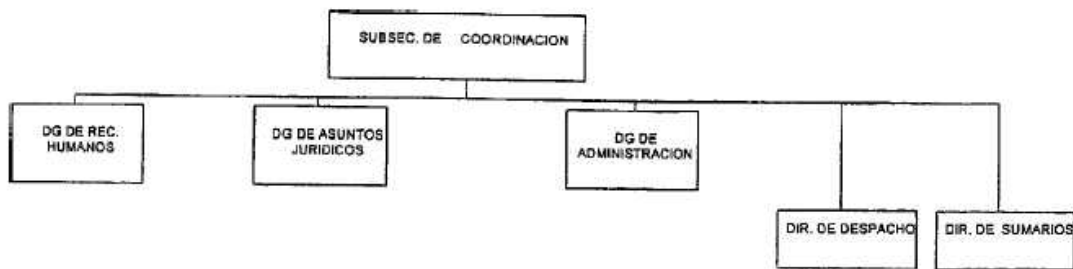 SUBSEC. DE COORDINACION
DG DE REC.
HUMANOS
DG DE ASUNTOS
JURIDICOS
DG DE
ADMINISTRACION
DIR. DE DESPACHO
DIR. DE SUMARIOS